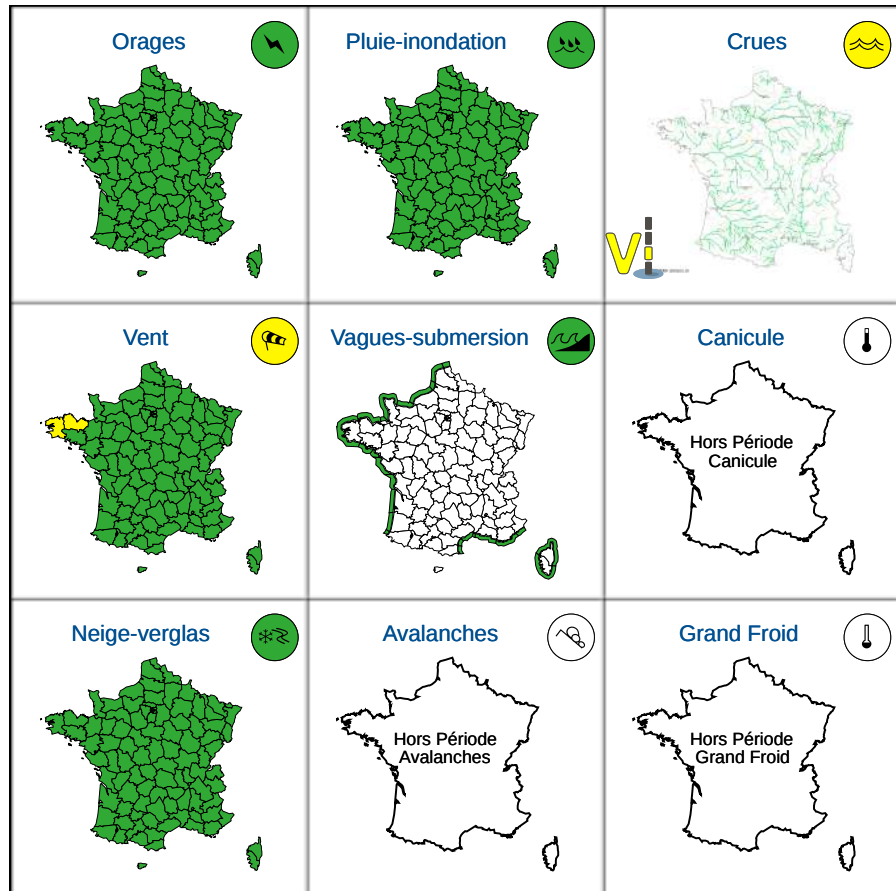 Orages
Pluie-inondation
Crues
Vi
Vent
Vagues-submersion
Canicule
Hors Période
Canicule
Neige-verglas
Avalanches
Hors Période
Avalanches
Grand Froid
Hors Période
Grand Froid